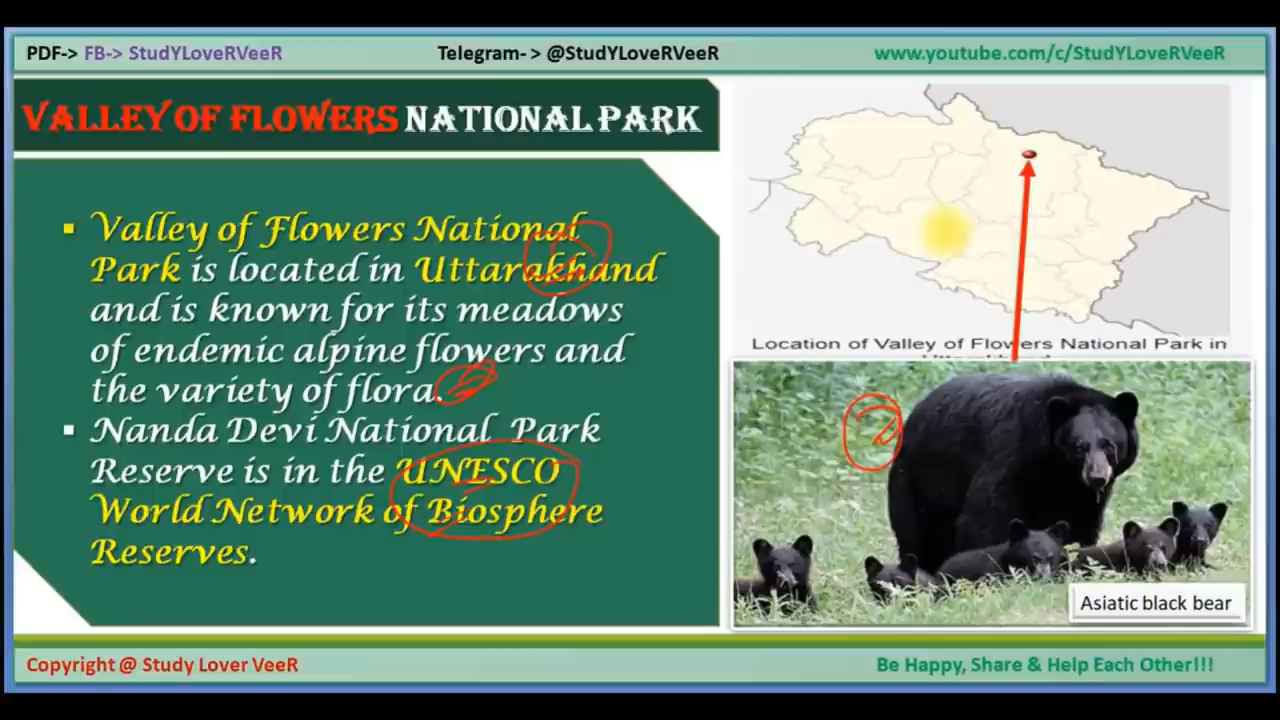 PDF-> FB-> StudYLoveRVeeR Telegram- > @StudYLoveRVeeR www.youtube.com/c/StudYLoveRVeeR
VALLEY OF FLOWERS NATIONAL PARK
▪ Valley of Flowers National
Park is located in Uttarakhand
and is known for its meadows
of endemic alpine flowers and
the variety of flora.
▪ Nanda Devi National Park
Reserve is in the UNESCO
World Network of Biosphere
Reserves.
Location of Valley of Flowers National Park in
Asiatic black bear
Copyright @ Study Lover VeeR Be Happy, Share & Help Each Other!!!